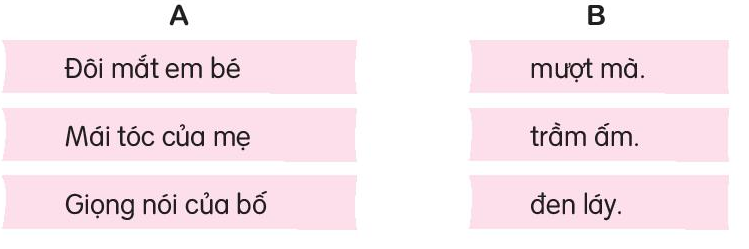 A B
Đôi mắt em bé mượt mà.
Mái tóc của mẹ trầm ấm.
Giọng nói của bố đen láy.